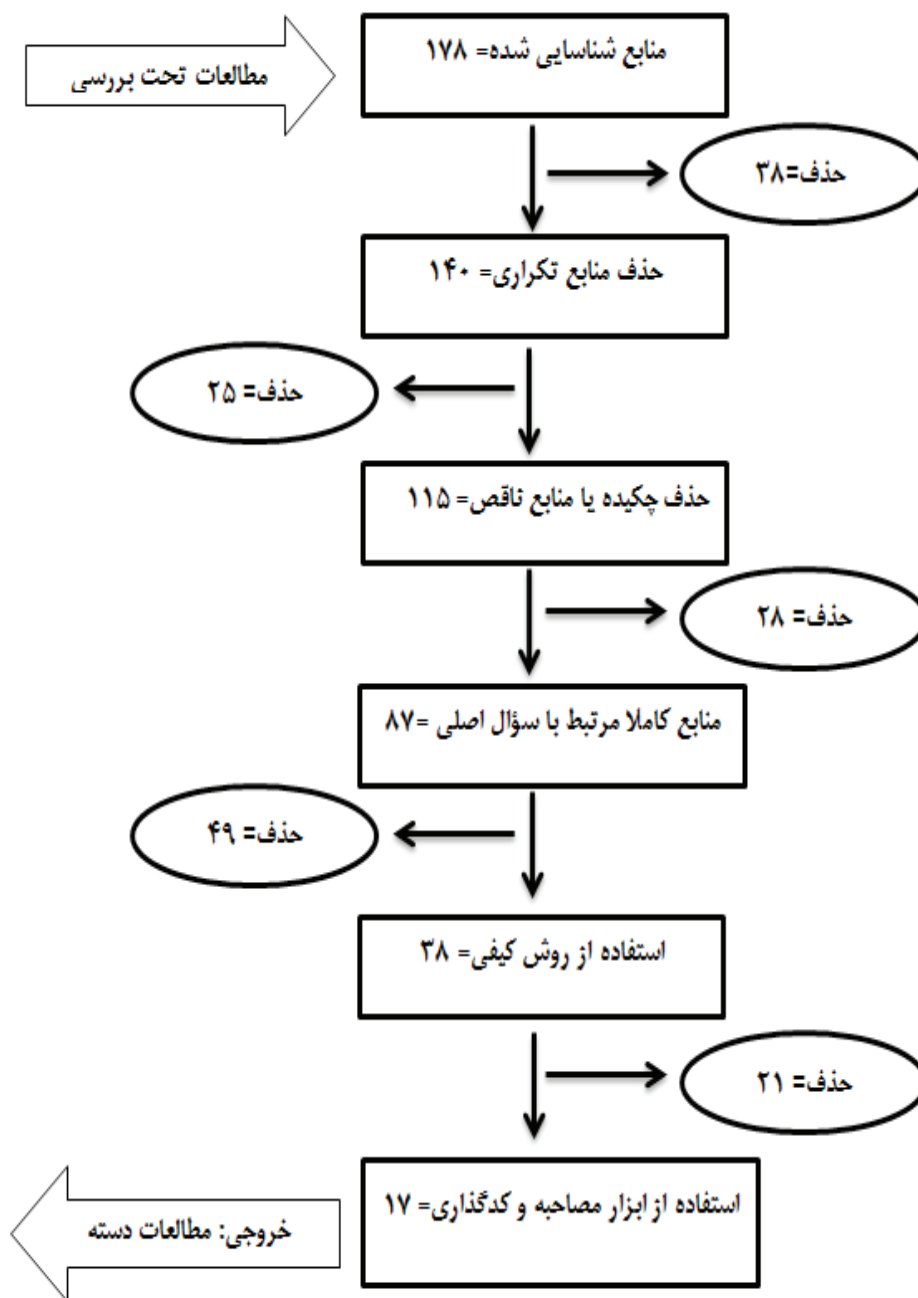 منابع شناسایی شده= ۱۷۸
مطالعات تحت بررسی
حذف=۳۸
حذف منابع تکراری= ۱۴۰
حذف= ۲۵
حذف چکیده یا منابع ناقص= ۱۱۵
حذف= ۲۸
منابع کاملا مرتبط با سؤال اصلی =۸۷
حذف= ۴۹
استفاده از روش کیفی= ۳۸
حذف= ۲۱
استفاده از ابزار مصاحبه و کدگذاری= ۱۷
خروجی: مطالعات دسته